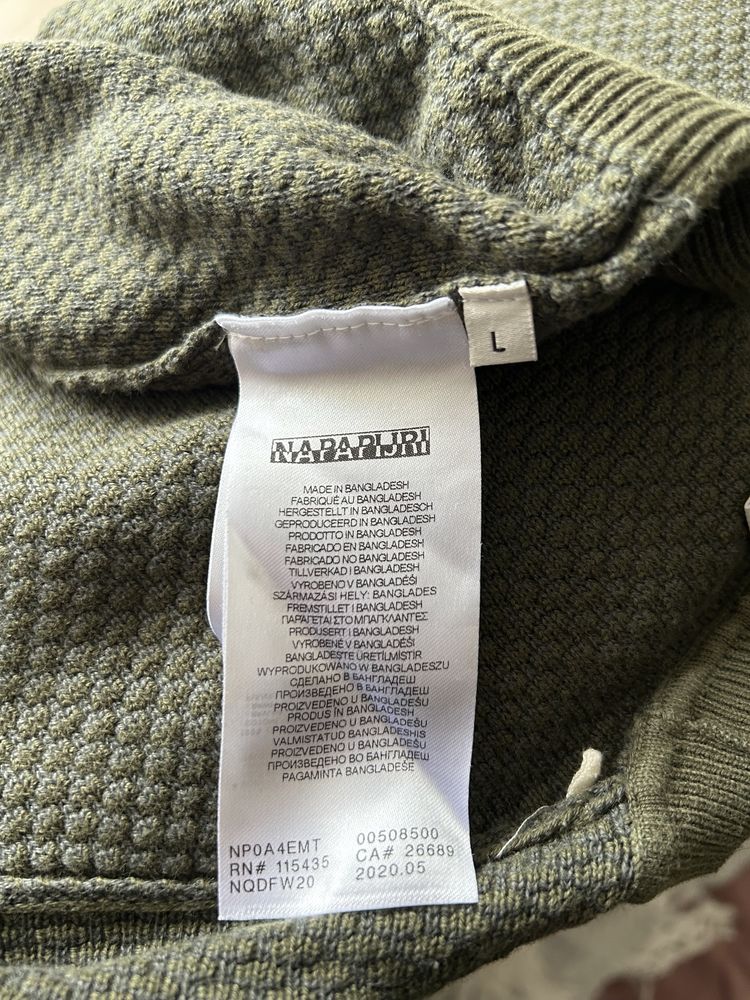 L
NAPAPIJRI
MADE IN BANGLADESH
FABRIQUÉ AU BANGLADESH
HERGESTELLT IN BANGLADESCH
GEPRODUCEERD IN BANGLADESH
PRODOTTO IN BANGLADESH
FABRICADO EN BANGLADESH
FABRICADO NO BANGLADESH
TILLVERKAD I BANGLADESH
VYROBENO V BANGLADÉŠI
SZÁRMAZÁSI HELY: BANGLADES
FREMSTILLET I BANGLADESH
ΠΑΡΑΓΕΤΑΙ ΣΤΟ ΜΠΑΓΚΛΑΝΤΕΣ
PRODUSERT I BANGLADESH
VYROBENÉ V BANGLADÉŠI
BANGLADEŞTE ÜRETİLMİŞTİR
WYPRODUKOWANO W BANGLADESZU
СДЕЛАНО В БАНГЛАДЕШ
ПРОИЗВЕДЕНО В БАНГЛАДЕШ
PROIZVEDENO U BANGLADEŠU
PRODUS ÎN BANGLADESH
PROIZVEDENO U BANGLADEŠU
VALMISTATUD BANGLADESHIS
PROIZVEDENO U BANGLADEŠU
ПРОИЗВЕДЕНО ВО БАНГЛАДЕШ
PAGAMINTA BANGLADEŠE
NP0A4EMT 00508500
RN# 115435 CA# 26689
NQDFW20 2020.05